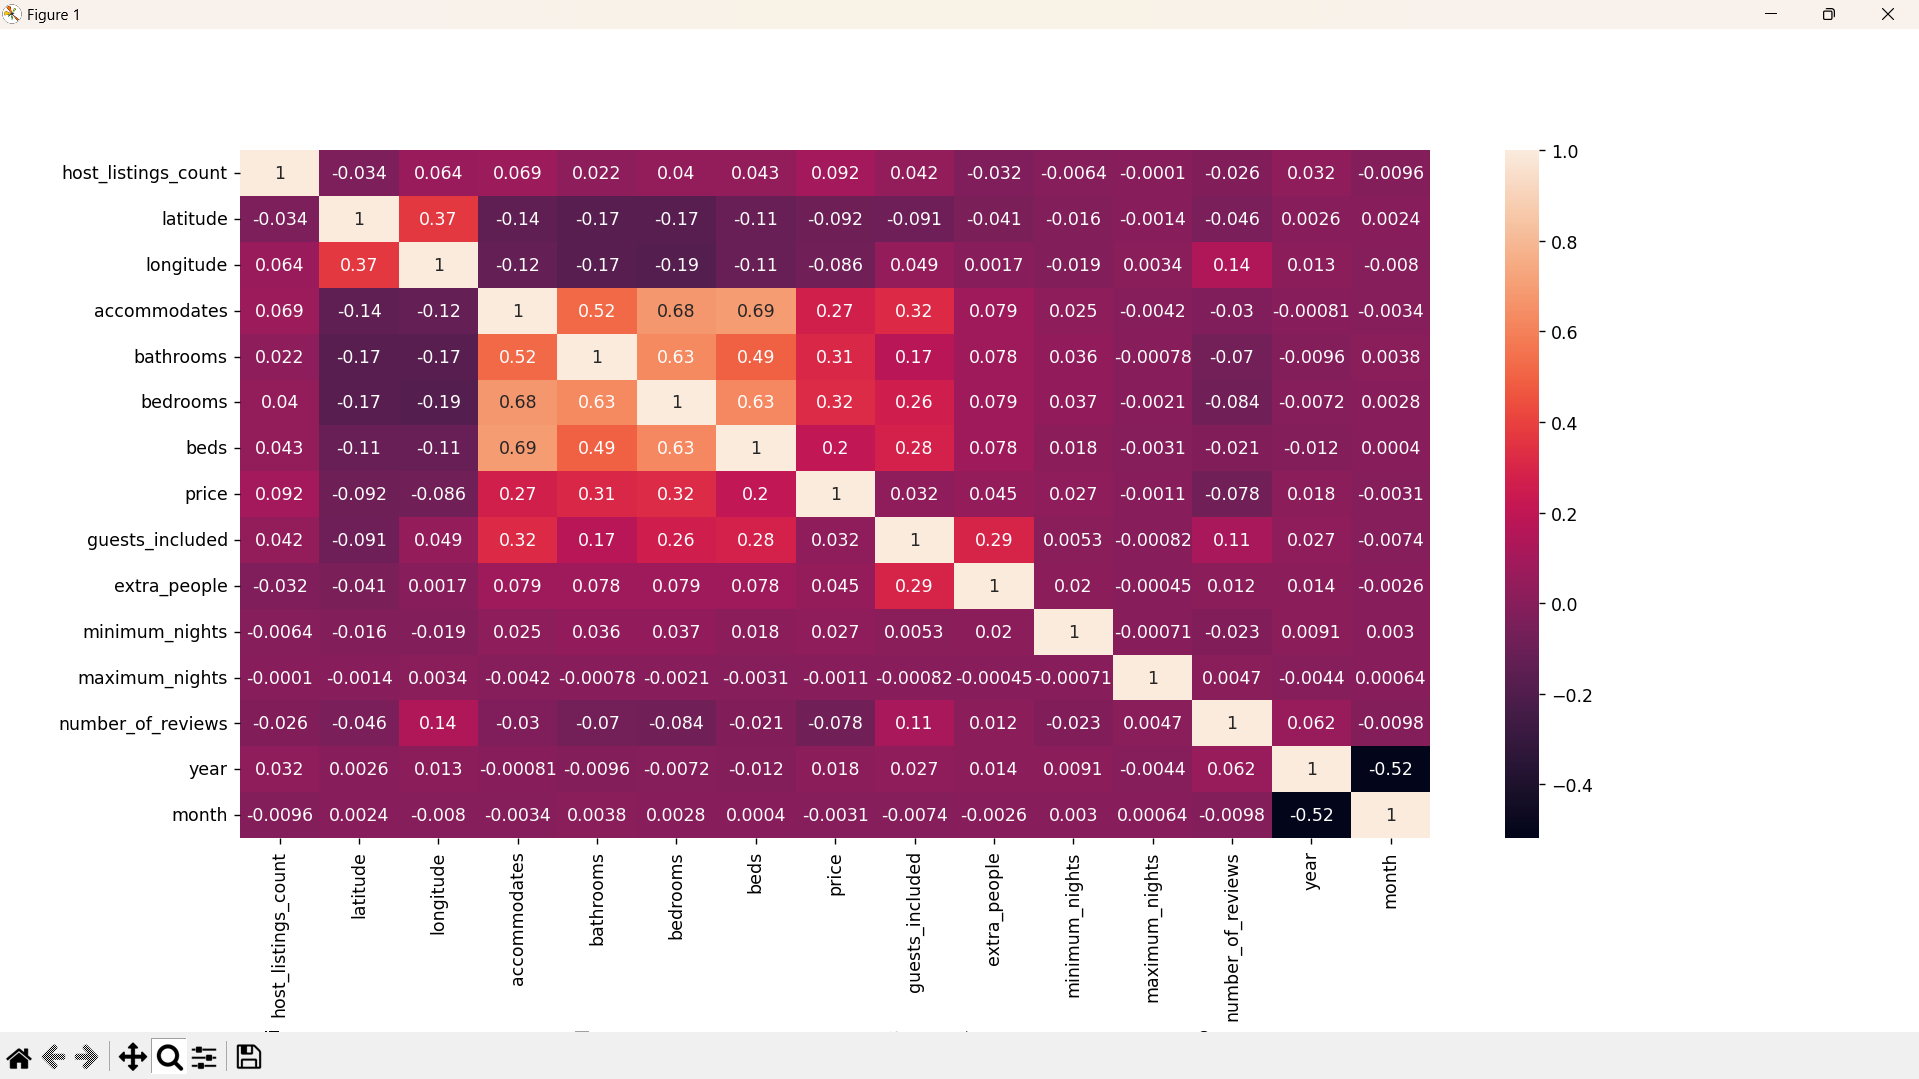 Figure 1
host_listings_count 1 -0.034 0.064 0.069 0.022 0.04 0.043 0.092 0.042 -0.032 -0.0064 -0.0001 -0.026 0.032 -0.0096
latitude -0.034 1 0.37 -0.14 -0.17 -0.17 -0.11 -0.092 -0.091 -0.041 -0.016 -0.0014 -0.046 0.0026 0.0024
longitude 0.064 0.37 1 -0.12 -0.17 -0.19 -0.11 -0.086 0.049 0.0017 -0.019 0.0034 0.14 0.013 -0.008
accommodates 0.069 -0.14 -0.12 1 0.52 0.68 0.69 0.27 0.32 0.079 0.025 -0.0042 -0.03 -0.00081 -0.0034
bathrooms 0.022 -0.17 -0.17 0.52 1 0.63 0.49 0.31 0.17 0.078 0.036 -0.00078 -0.07 -0.0096 0.0038
bedrooms 0.04 -0.17 -0.19 0.68 0.63 1 0.63 0.32 0.26 0.079 0.037 -0.0021 -0.084 -0.0072 0.0028
beds 0.043 -0.11 -0.11 0.69 0.49 0.63 1 0.2 0.28 0.078 0.018 -0.0031 -0.021 -0.012 0.0004
price 0.092 -0.092 -0.086 0.27 0.31 0.32 0.2 1 0.032 0.045 0.027 -0.0011 -0.078 0.018 -0.0031
guests_included 0.042 -0.091 0.049 0.32 0.17 0.26 0.28 0.032 1 0.29 0.0053 -0.00082 0.11 0.027 -0.0074
extra_people -0.032 -0.041 0.0017 0.079 0.078 0.079 0.078 0.045 0.29 1 0.02 -0.00045 0.012 0.014 -0.0026
minimum_nights -0.0064 -0.016 -0.019 0.025 0.036 0.037 0.018 0.027 0.0053 0.02 1 -0.00071 -0.023 0.0091 0.003
maximum_nights -0.0001 -0.0014 0.0034 -0.0042 -0.00078 -0.0021 -0.0031 -0.0011 -0.00082 -0.00045 -0.00071 1 0.0047 -0.0044 0.00064
number_of_reviews -0.026 -0.046 0.14 -0.03 -0.07 -0.084 -0.021 -0.078 0.11 0.012 -0.023 0.0047 1 0.062 -0.0098
year 0.032 0.0026 0.013 -0.00081 -0.0096 -0.0072 -0.012 0.018 0.027 0.014 0.0091 -0.0044 0.062 1 -0.52
month -0.0096 0.0024 -0.008 -0.0034 0.0038 0.0028 0.0004 -0.0031 -0.0074 -0.0026 0.003 0.00064 -0.0098 -0.52 1
host_listings_count
latitude
longitude
accommodates
bathrooms
bedrooms
beds
price
guests_included
extra_people
minimum_nights
maximum_nights
number_of_reviews
year
month
1.0
0.8
0.6
0.4
0.2
0.0
−0.2
−0.4